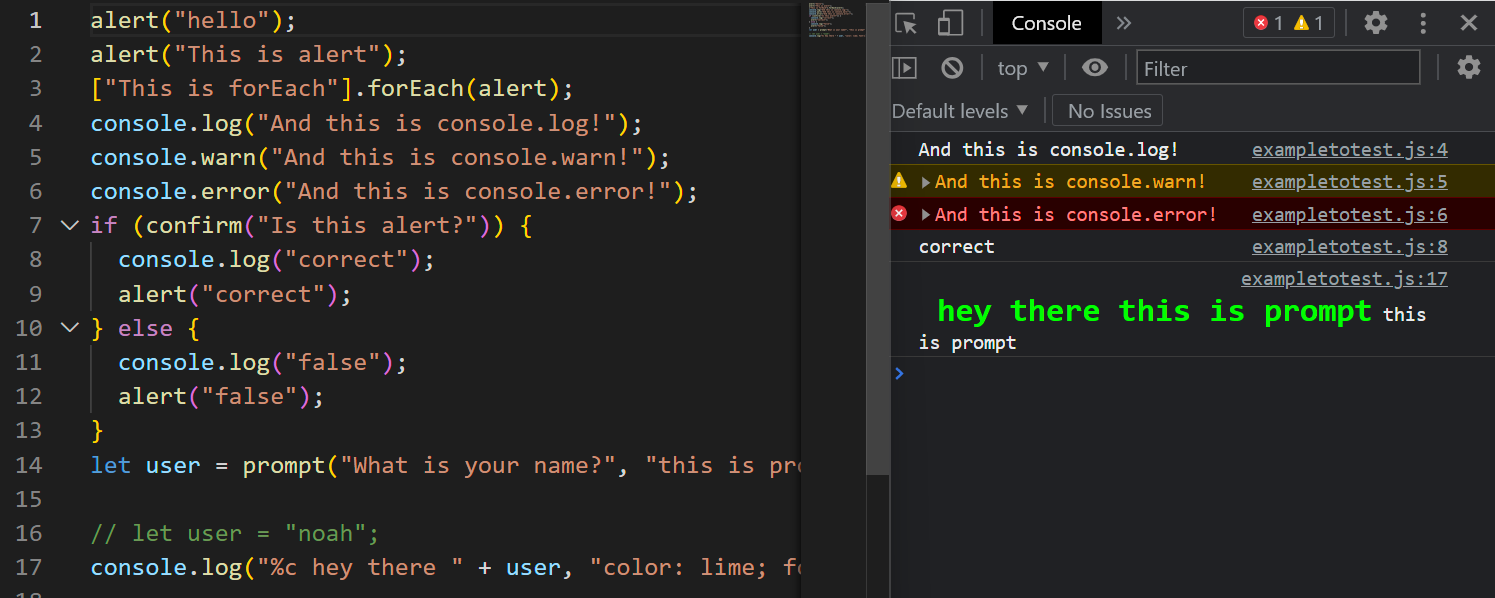 1 alert("hello");
2 alert("This is alert");
3 ["This is forEach"].forEach(alert);
4 console.log("And this is console.log!");
5 console.warn("And this is console.warn!");
6 console.error("And this is console.error!");
7 if (confirm("Is this alert?")) {
8 console.log("correct");
9 alert("correct");
10 } else {
11 console.log("false");
12 alert("false");
13 }
14 let user = prompt("What is your name?", "this is pro
15
16 // let user = "noah";
17 console.log("%c hey there " + user, "color: lime; fo
Console » 1 1
top Filter
Default levels No Issues
And this is console.log! exampletotest.js:4
And this is console.warn! exampletotest.js:5
And this is console.error! exampletotest.js:6
correct exampletotest.js:8
exampletotest.js:17
hey there this is prompt this
is prompt
>